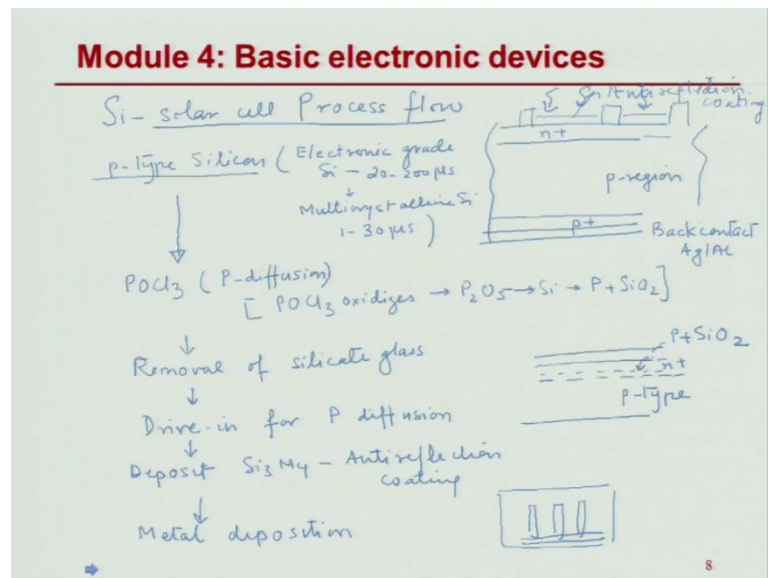 Module 4: Basic electronic devices
Si- solar cell Process flow
p-Type Silicon ( Electronic grade
Si - 20-200 μs
↓
Multicrystalline Si
1-30 μs )
Antireflection
coating
n+
p-region
p+
Back contact
Ag/Al
↓
POCl3 ( P-diffusion)
[ POCl3 oxidizes → P2O5 → Si → P + SiO2 ]
↓
Removal of silicate glass
↓
Drive-in for P diffusion
↓
Deposit Si3N4 - Antireflection
coating
↓
Metal deposition
P+SiO2
n+
p-Type
8